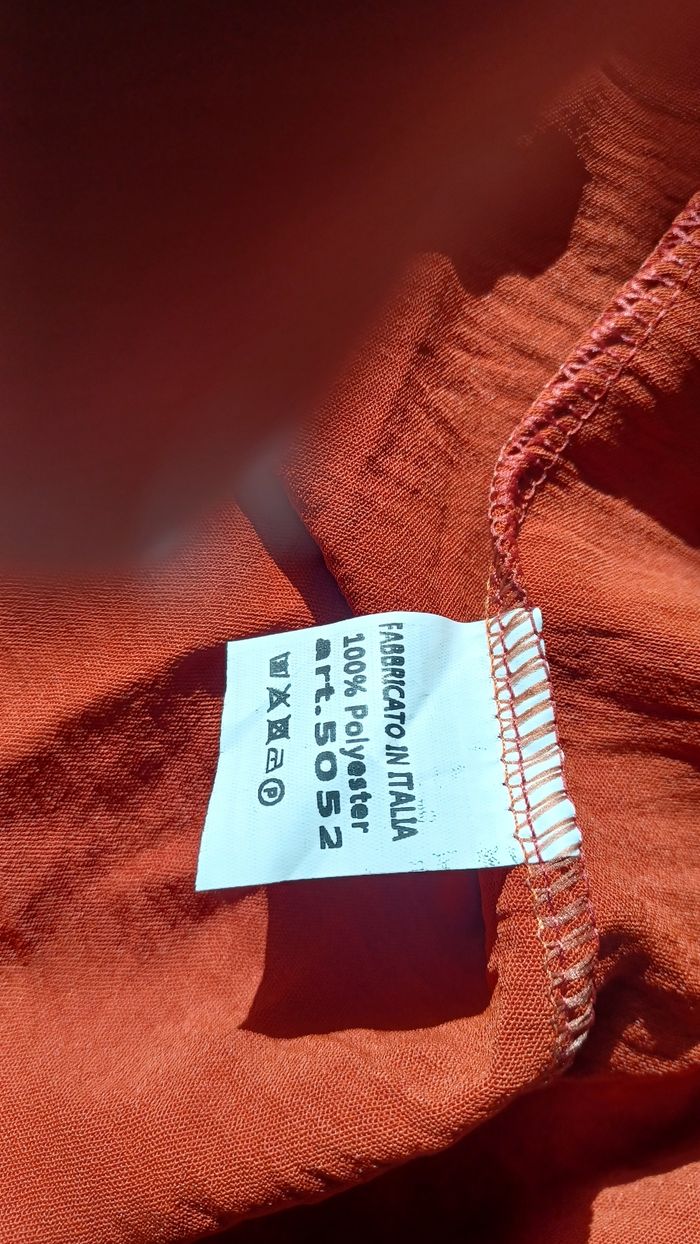 FABBRICATO IN ITALIA
100% Polyester
art.5052
P